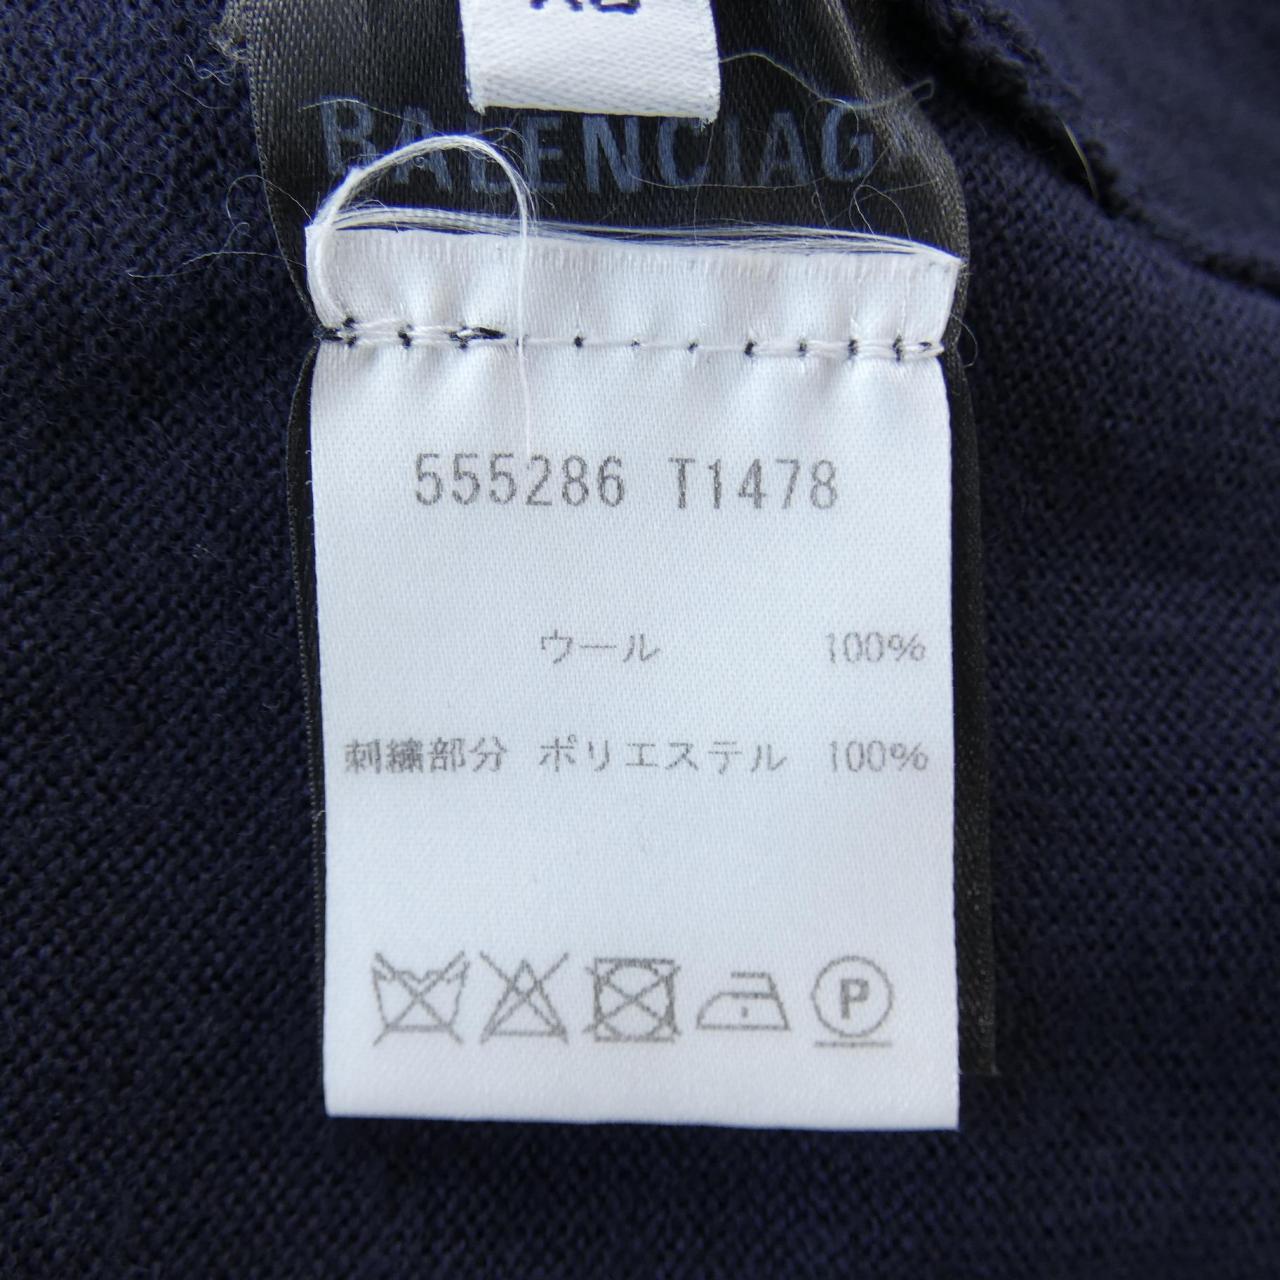 BALENCIAGA
555286 T1478
ウール 100%
刺繍部分 ポリエステル 100%
P